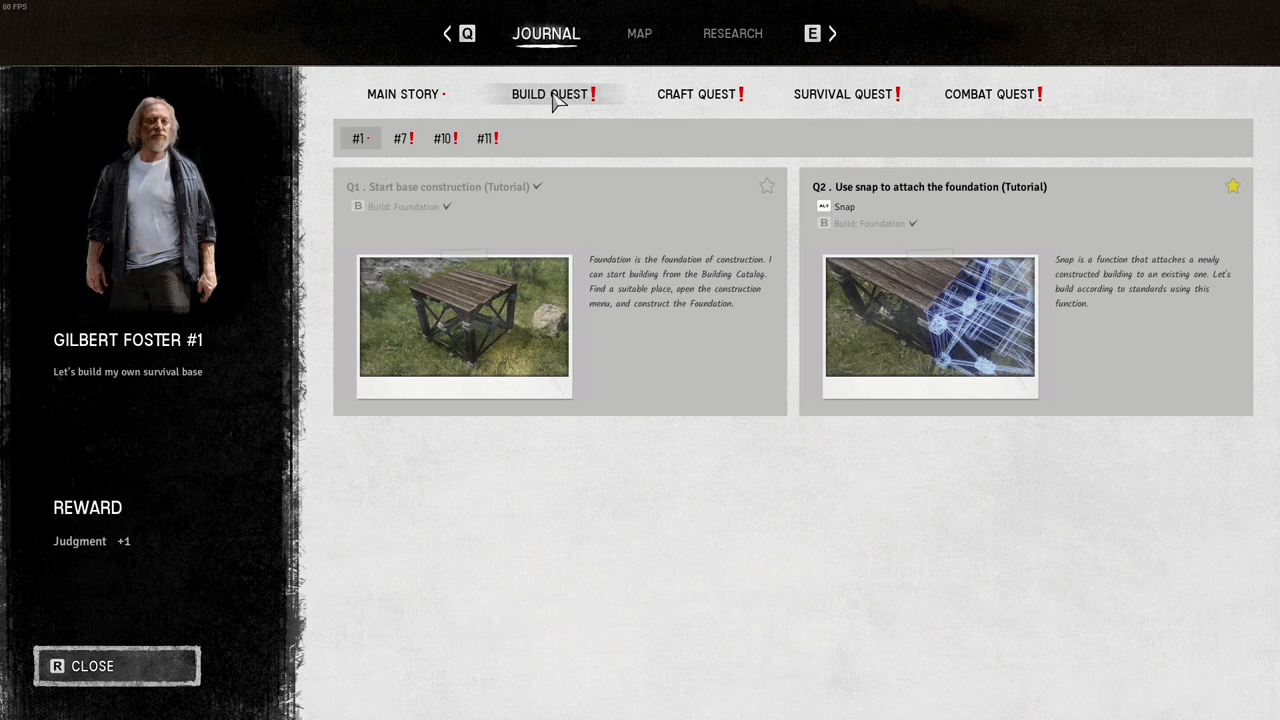 60 FPS
Q JOURNAL MAP RESEARCH E
MAIN STORY · BUILD QUEST! CRAFT QUEST! SURVIVAL QUEST! COMBAT QUEST!
#1 · #7! #10! #11!
Q1 . Start base construction (Tutorial)
B Build: Foundation
Foundation is the foundation of construction. I
can start building from the Building Catalog.
Find a suitable place, open the construction
menu, and construct the Foundation.
Q2 . Use snap to attach the foundation (Tutorial)
ALT Snap
B Build: Foundation
Snap is a function that attaches a newly
constructed building to an existing one. Let's
build according to standards using this
function.
GILBERT FOSTER #1
Let's build my own survival base
REWARD
Judgment +1
R CLOSE